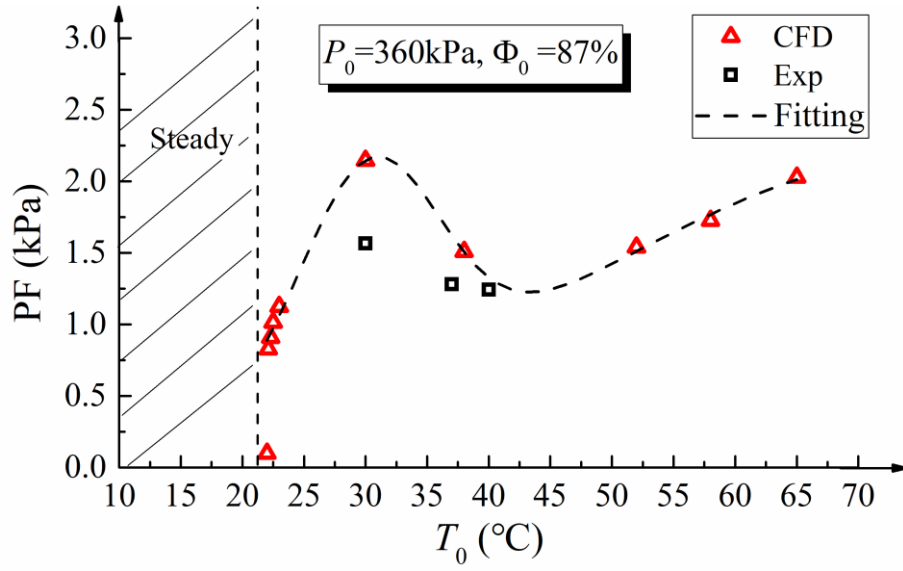 P₀=360kPa, Φ₀ =87%
CFD
Exp
Fitting
Steady
PF (kPa)
3.0
2.5
2.0
1.5
1.0
0.5
0.0
10 15 20 25 30 35 40 45 50 55 60 65 70
T₀ (°C)